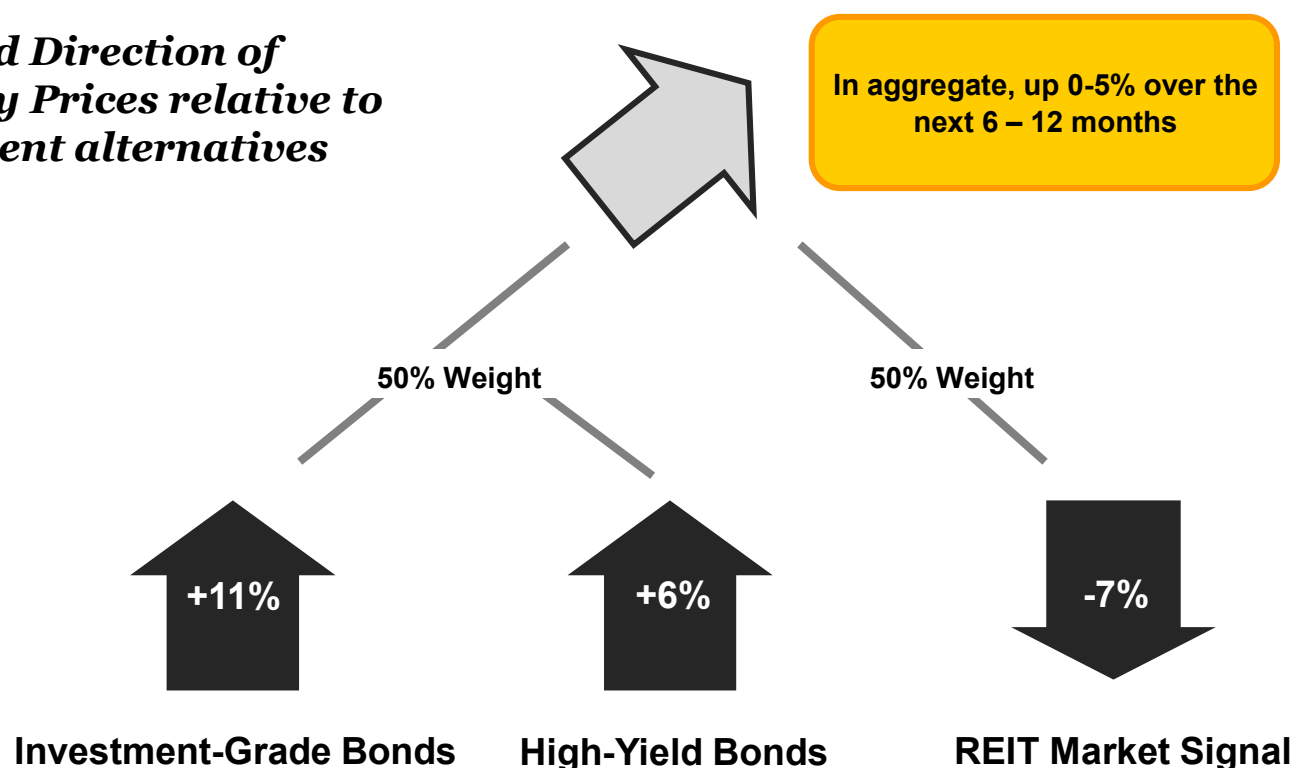 d Direction of
y Prices relative to
ent alternatives
In aggregate, up 0-5% over the
next 6 – 12 months
50% Weight
50% Weight
+11%
+6%
-7%
Investment-Grade Bonds
High-Yield Bonds
REIT Market Signal